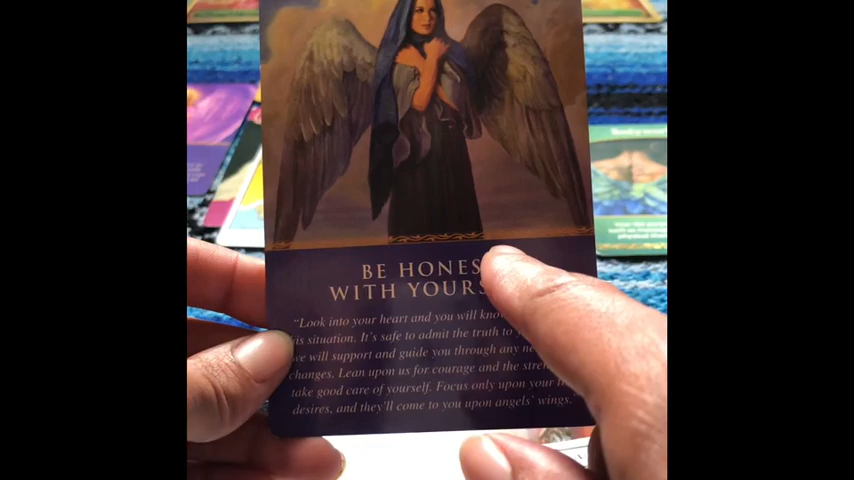 BE HONES
WITH YOURS
"Look into your heart and you will know
is situation. It's safe to admit the truth to
we will support and guide you through any
changes. Lean upon us for courage and the
take good care of yourself. Focus only upon your
desires, and they'll come to you upon angels' wings."